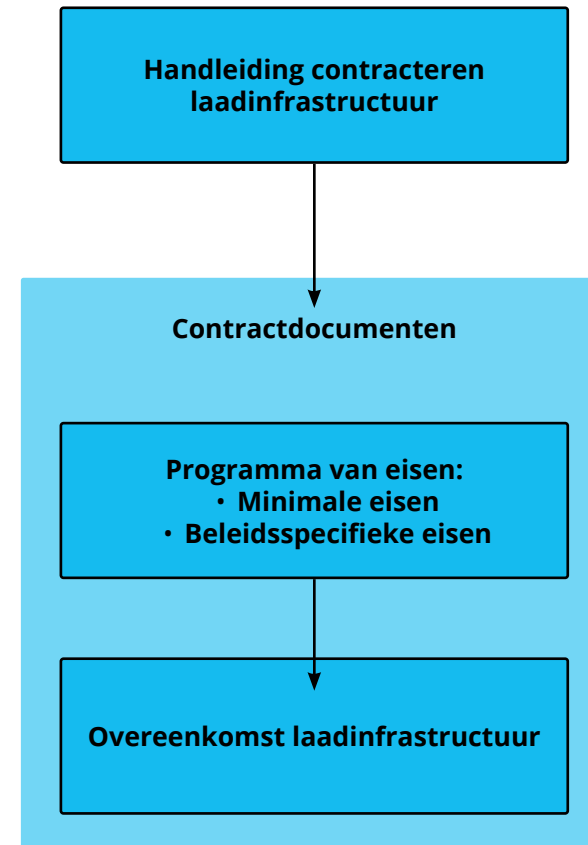 Handleiding contracteren
laadinfrastructuur
Contractdocumenten
Programma van eisen:
• Minimale eisen
• Beleidsspecifieke eisen
Overeenkomst laadinfrastructuur